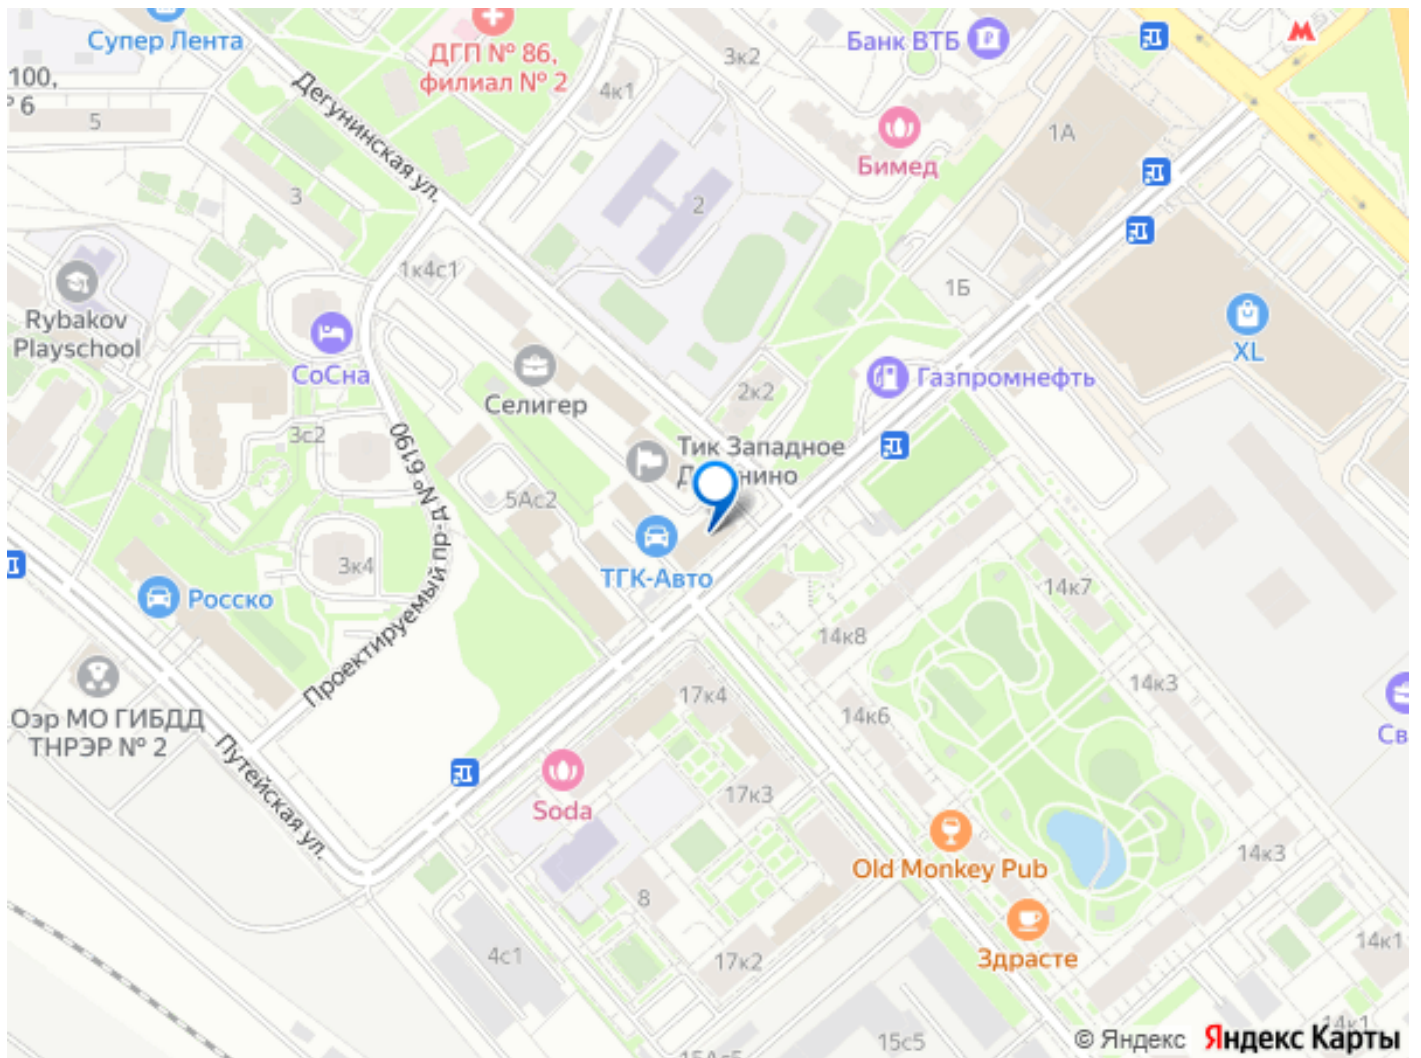 Супер Лента
ДГП № 86,
филиал № 2
Банк ВТБ
3к2
4к1
100,
5
1А
Бимед
Дегунинская ул.
3
2
1к4с1
1Б
Rybakov
Playschool
СоСна
XL
Селигер
2к2
Газпромнефть
3с2
Тик Западное
5Ас2
Проектируемый пр-д № 6190
3к4
ТГК-Авто
14к7
Росско
14к8
17к4
14к3
14к6
Оэр МО ГИБДД
ТНРЭР № 2
Св
Путейская ул.
Soda
17к3
Old Monkey Pub
14к3
8
Здрасте
4с1
17к2
14к1
15с5
© Яндекс Яндекс Карты